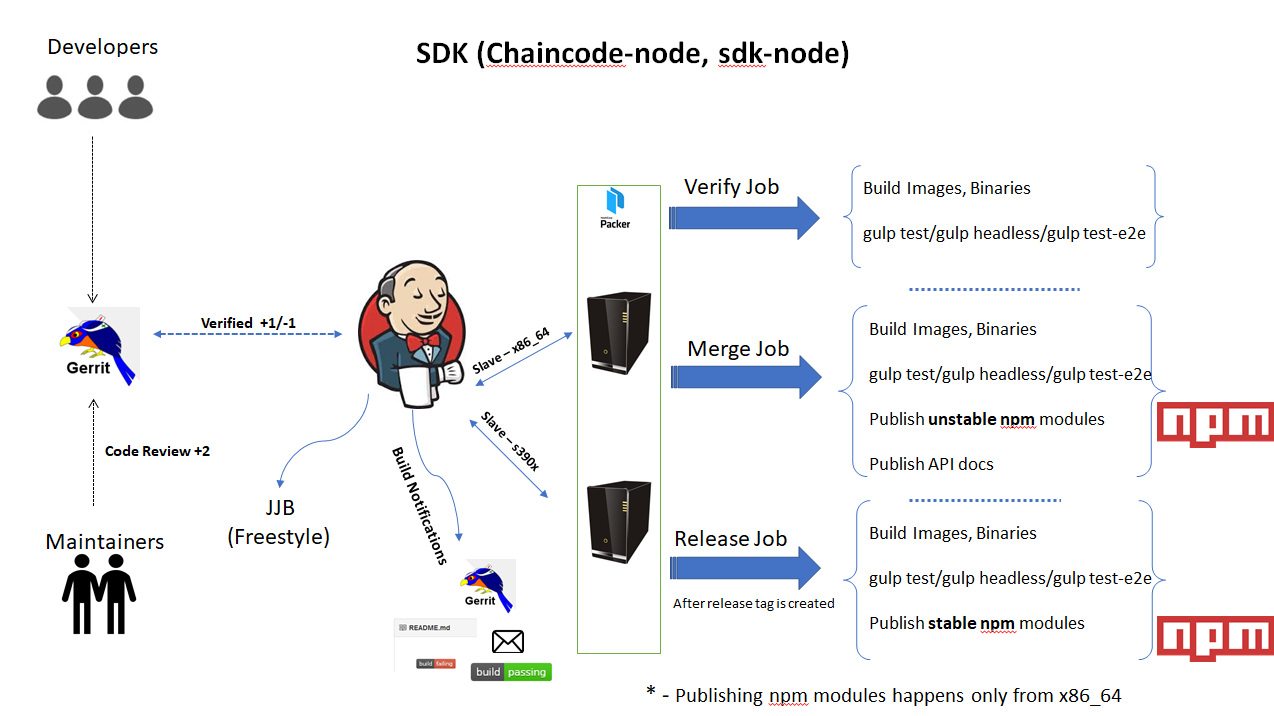 Developers
SDK (Chaincode-node, sdk-node)
Packer
Verify Job
Build Images, Binaries
gulp test/gulp headless/gulp test-e2e
Gerrit
Verified +1/-1
Slave – x86_64
Merge Job
Build Images, Binaries
gulp test/gulp headless/gulp test-e2e
Publish unstable npm modules
Publish API docs
npm
Code Review +2
Slave – s390x
Build Notifications
JJB
(Freestyle)
Maintainers
Release Job
After release tag is created
Build Images, Binaries
gulp test/gulp headless/gulp test-e2e
Publish stable npm modules
npm
Gerrit
README.md
build failing
build passing
* - Publishing npm modules happens only from x86_64